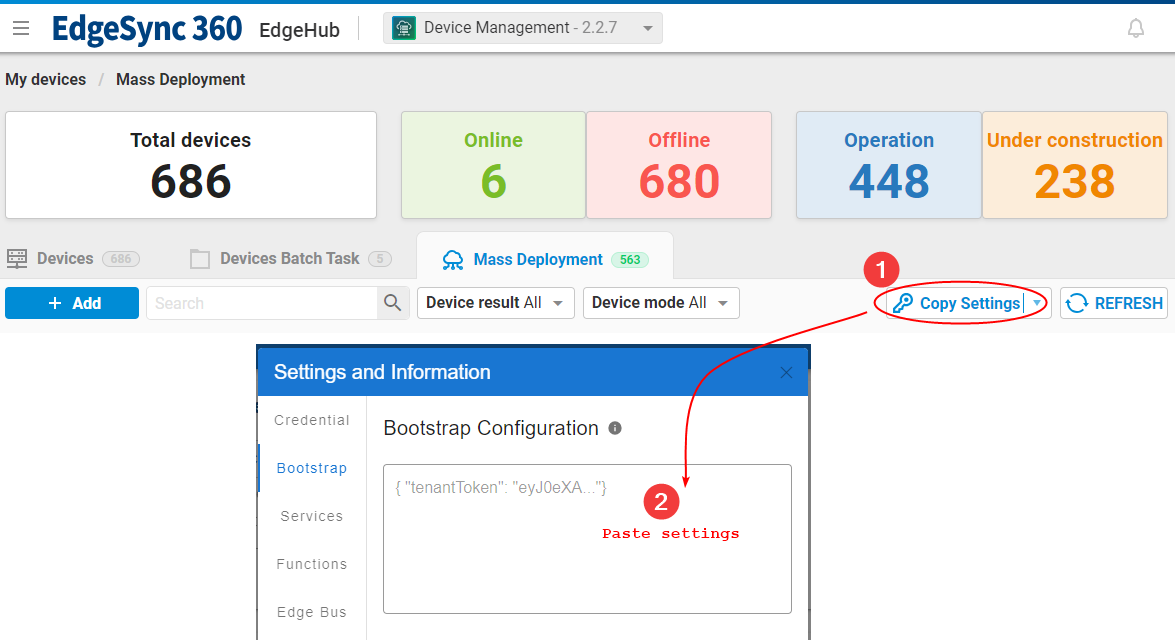 EdgeSync 360 EdgeHub Device Management - 2.2.7
My devices / Mass Deployment
Total devices
686
Online
6
Offline
680
Operation
448
Under construction
238
Devices 686
Devices Batch Task 5
Mass Deployment 563
1
+ Add
Search
Device result All
Device mode All
Copy Settings
REFRESH
Settings and Information
Credential
Bootstrap
Services
Functions
Edge Bus
Bootstrap Configuration
{ "tenantToken": "eyJ0eXA..."}
2
Paste settings